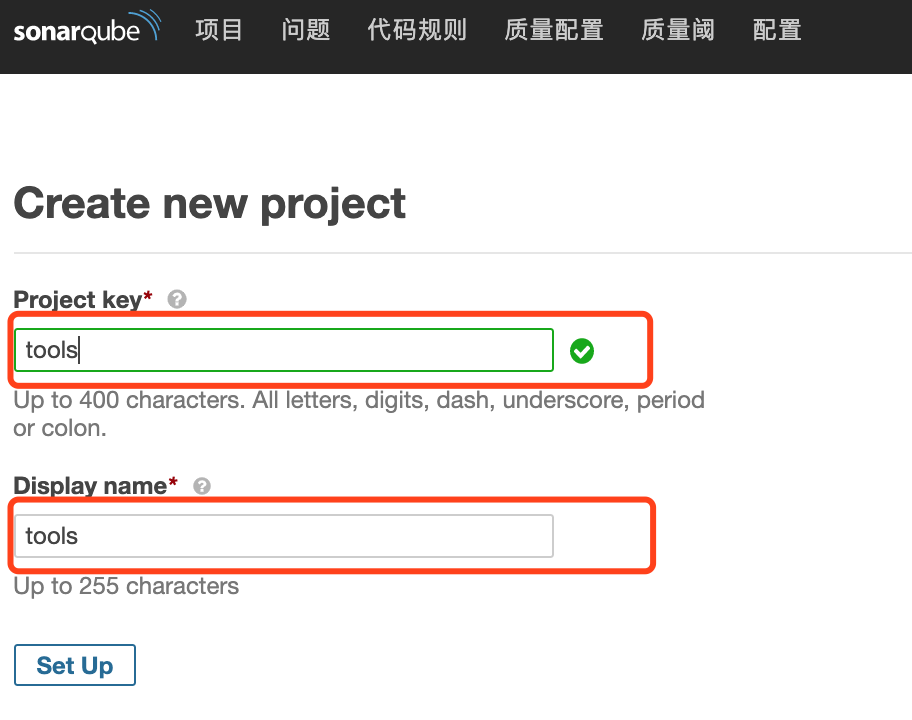 sonarqube 项目 问题 代码规则 质量配置 质量阈 配置
Create new project
Project key*
tools
Up to 400 characters. All letters, digits, dash, underscore, period
or colon.
Display name*
tools
Up to 255 characters
Set Up